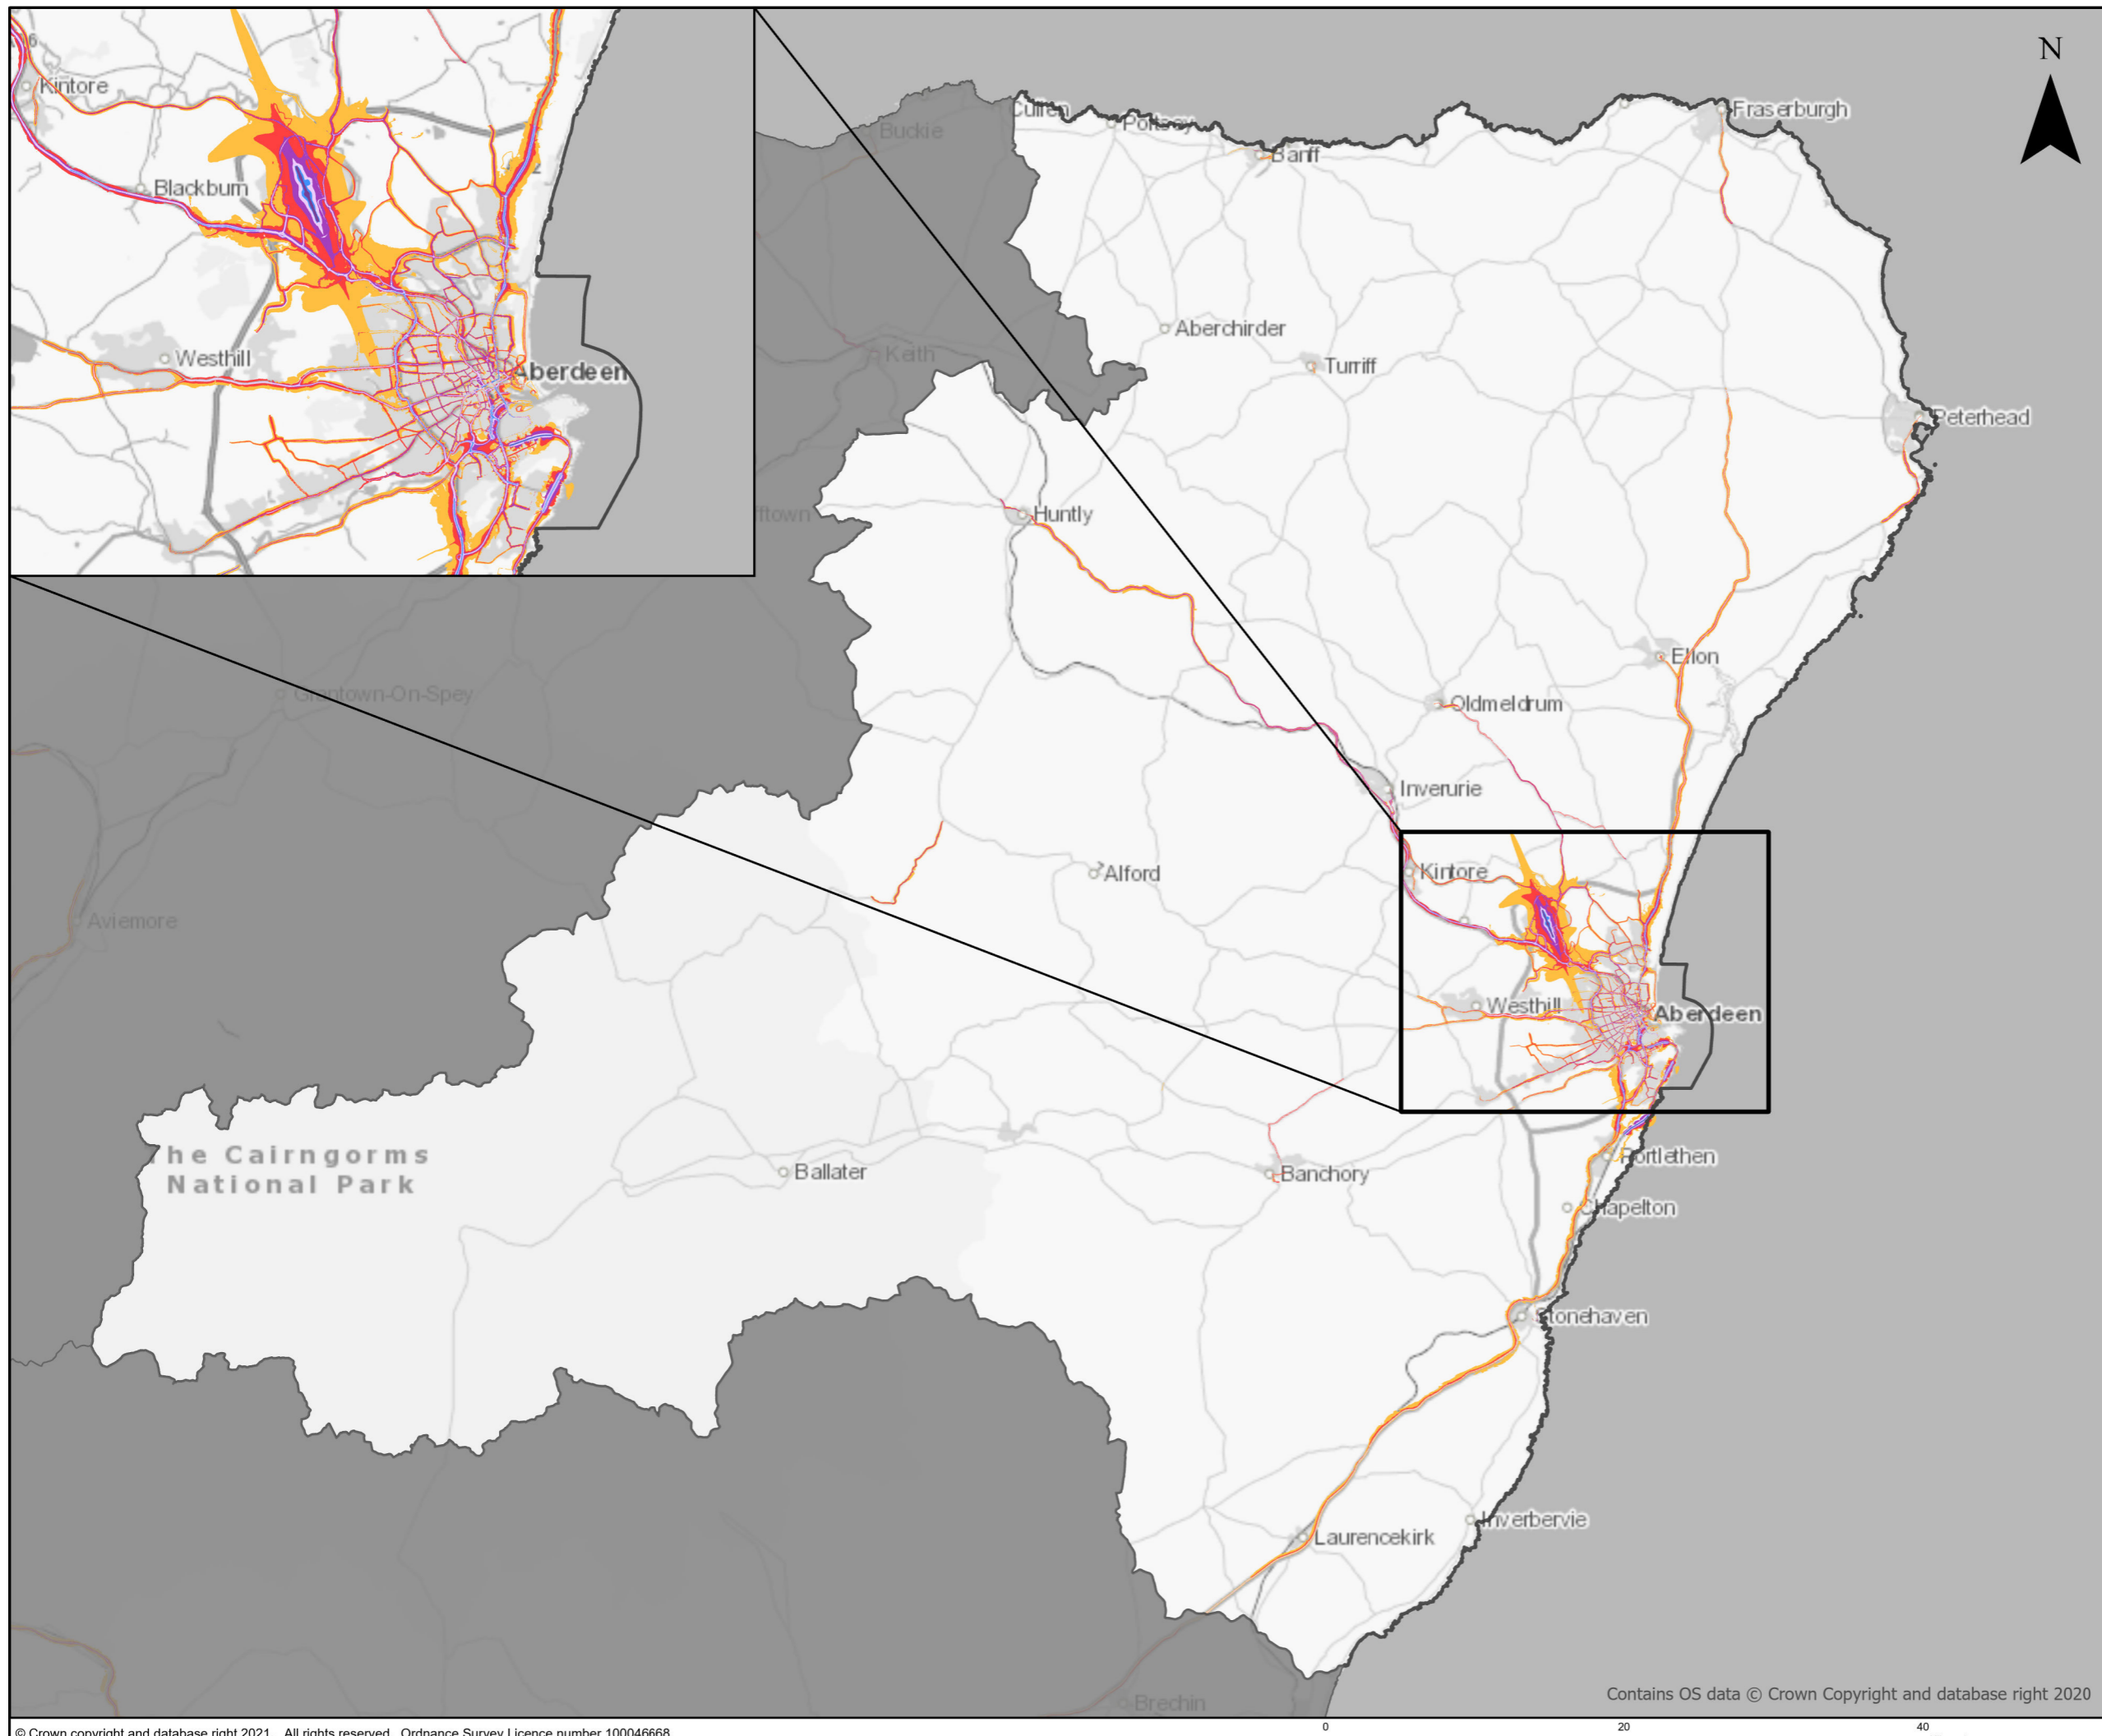 N
Kintore
Blackburn
Westhill
Aberdeen
2
Cullen
Portsoy
Buckie
Banff
Fraserburgh
Aberchirder
Keith
Turriff
Peterhead
fftown
Huntly
Ellon
Grantown-On-Spey
Oldmeldrum
Inverurie
Alford
Kintore
Aviemore
Westhill
Aberdeen
he Cairngorms
National Park
Ballater
Banchory
Portlethen
Chapelton
Stonehaven
Inverbervie
Laurencekirk
Brechin
Contains OS data © Crown Copyright and database right 2020
© Crown copyright and database right 2021. All rights reserved. Ordnance Survey Licence number 100046668
0 20 40